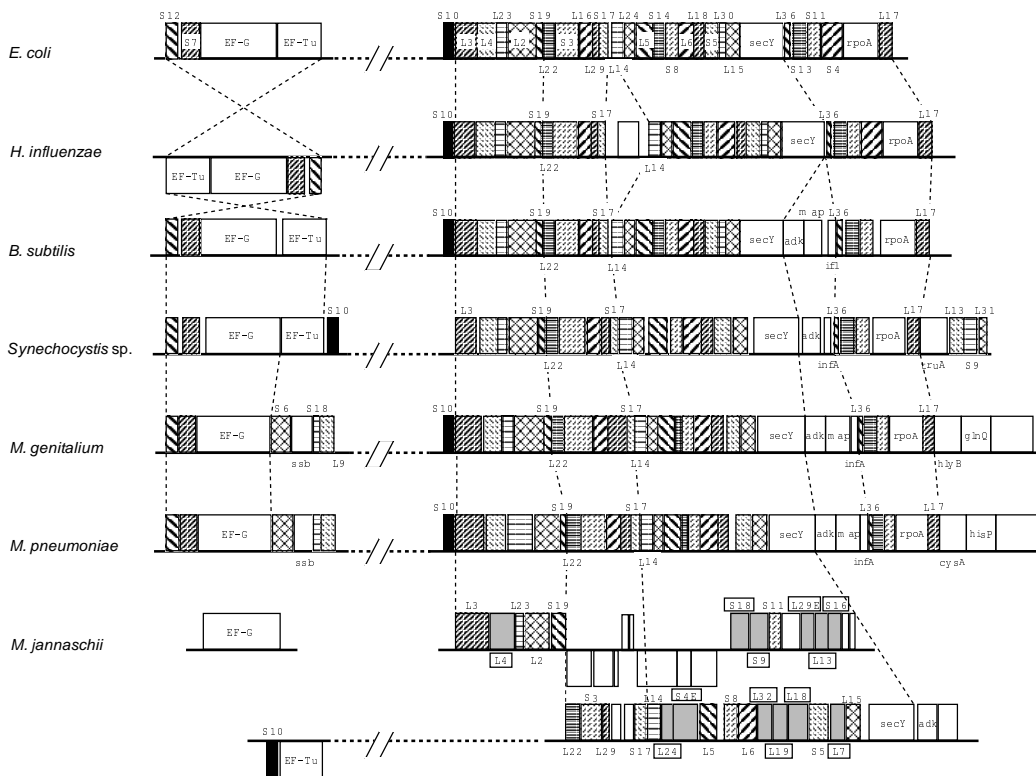 S12 S10 L23 S19 L16 S17 L24 S14 L18 L30 L36 S11 L17
E. coli S7 EF-G EF-Tu L3 L4 L2 S3 L5 L6 S5 secY rpoA
L22 L29 L14 S8 L15 S13 S4
S10 S19 S17 L36 L17
H. influenzae secY rpoA
EF-Tu EF-G L22 L14
S10 S19 S17 map L36 L17
B. subtilis EF-G EF-Tu secY adk rpoA
L22 L14 if1
S10 L3 S19 S17 L36 L17 L13 L31
Synechocystis sp. EF-G EF-Tu secY adk rpoA
L22 L14 infA truA S9
S6 S18 S10 S19 S17 L36 L17
M. genitalium EF-G secY adk map rpoA glnQ
ssb L9 L22 L14 infA hlyB
S10 S19 S17 L36 L17
M. pneumoniae EF-G secY adk map rpoA hisP
ssb L22 L14 infA cysA
L3 L23 S19 S18 S11 L29E S16
M. jannaschii EF-G
L4 L2 S9 L13
S4E
S3 L14 S8 L32 L18 L15
secY adk
S10 L22 L29 S17 L24 L5 L6 L19 S5 L7
EF-Tu